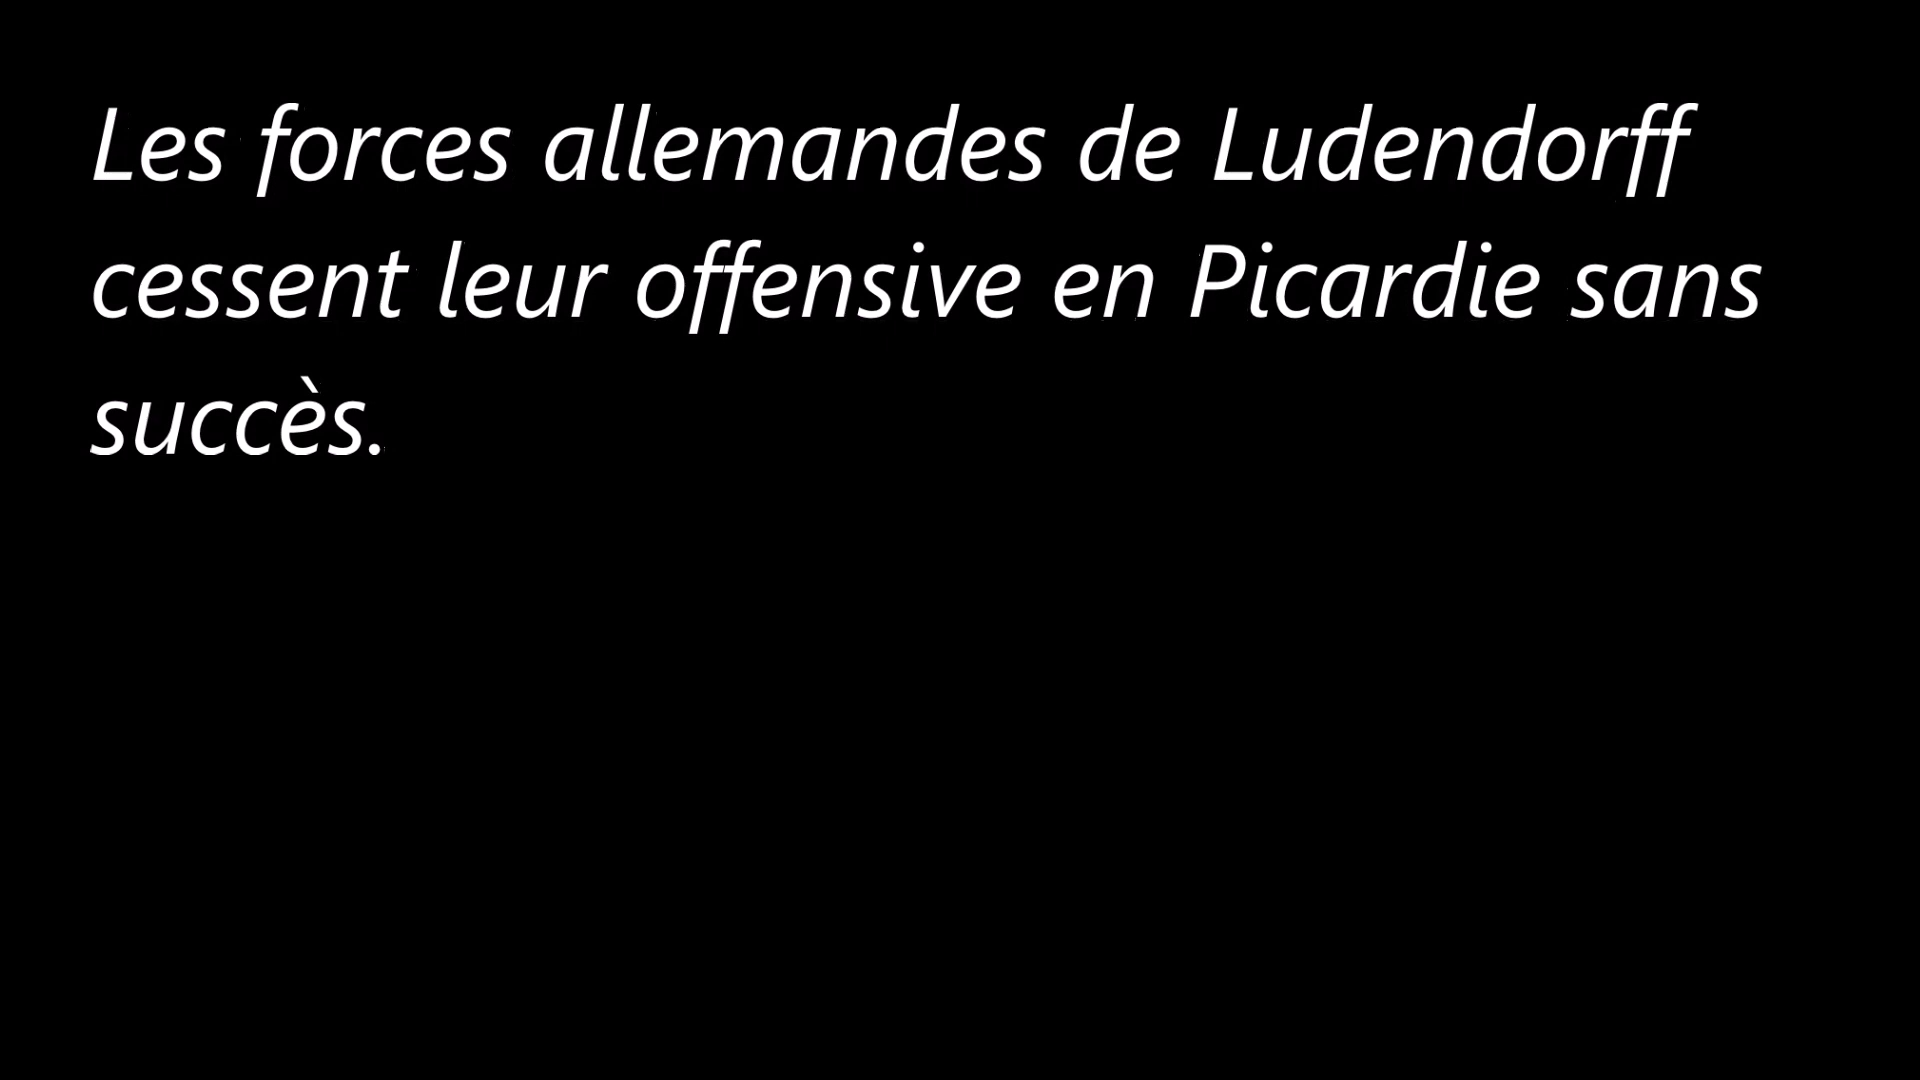 Les forces allemandes de Ludendorff
cessent leur offensive en Picardie sans
succès.